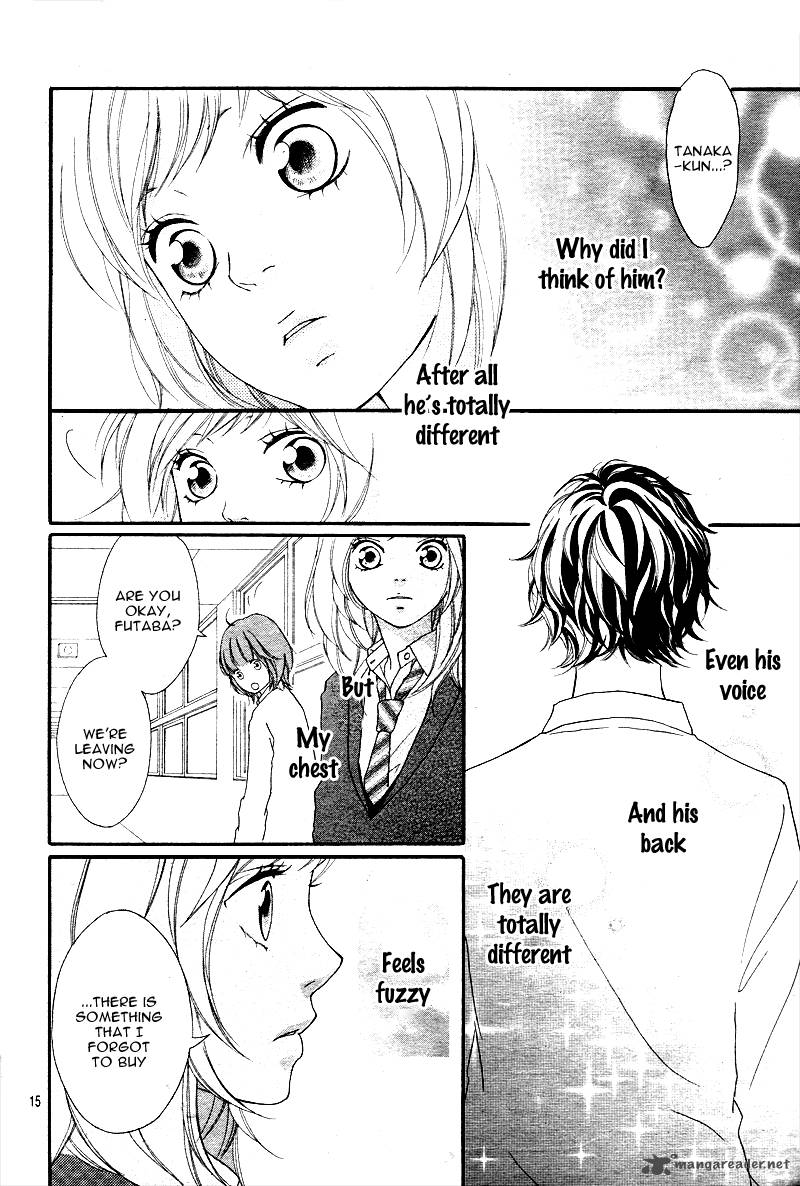 TANAKA
-KUN...?
Why did I
think of him?
After all
he's totally
different
Even his
voice
And his
back
They are
totally
different
ARE YOU
OKAY,
FUTABA?
WE'RE
LEAVING
NOW?
But
My
chest
Feels
fuzzy
...THERE IS
SOMETHING
THAT I
FORGOT
TO BUY
15
mangareader.net